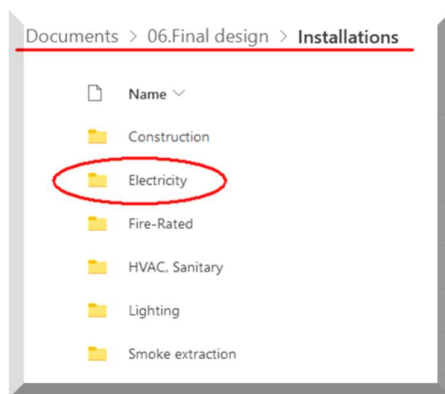 Documents > 06.Final design > Installations
Name
Construction
Electricity
Fire-Rated
HVAC, Sanitary
Lighting
Smoke extraction